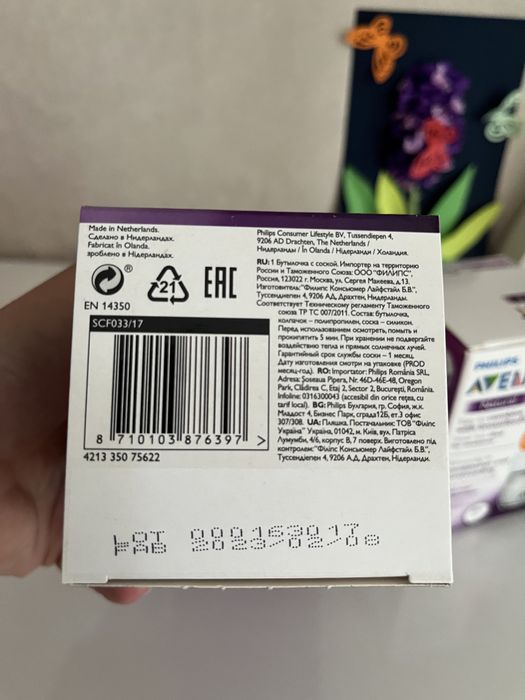 Made in Netherlands.
Сделано в Нидерландах.
Fabricat în Olanda.
зроблено в Нідерландах.
®
21
EAC
EN 14350
SCF033/17
8 710103 876397 >
4213 350 75622
Philips Consumer Lifestyle BV, Tussendiepen 4,
9206 AD Drachten, The Netherlands /
Нидерланды / în Olanda / Нідерланди / Холандия.
RU: 1 Бутылочка с соской. Импортер на территорию
России и Таможенного Союза: ООО "ФИЛИПС",
Россия, 123022 г. Москва, ул. Сергея Макеева, д.13.
Изготовитель: "Филипс Консьюмер Лайфстайл Б.В.",
Туссендиепен 4, 9206 АД, Драхтен, Нидерланды.
Соответствует Техническому регламенту Таможенного
союза ТР ТС 007/2011. Состав: бутылочка,
колпачок – полипропилен, соска – силикон.
Перед использованием осмотреть, помыть и
прокипятить 5 мин. При хранении не подвергайте
воздействию тепла и прямых солнечных лучей.
Гарантийный срок службы соски – 1 месяц.
Дату изготовления смотри на упаковке (PROD
месяц-год). RO: Importator: Philips România SRL,
Adresa: Șoseaua Pipera, Nr. 46D-46E-48, Oregon
Park, Clădirea C, Etaj 2, Sector 2, București, România.
Infoline: 0316300043 (accesibil din orice rețea, cu
tarif local). BG: Philips България, гр. София, ж.к.
Младост 4, Бизнес Парк, сграда 12Б, ет.3 офис
307/308. UA: Пляшка. Постачальник: ТОВ "Філіпс
Україна" Україна, 01042, м. Київ, вул. Патріса
Лумумби, 4/6, корпус В, 7 поверх. Виготовлено під
контролем: "Філіпс Консьюмер Лайфстайл Б.В.",
Туссендієпен 4, 9206 АД, Драхтен, Нідерланди.
LOT 000153017
FAB 2023/02/08
PHILIPS
Natural